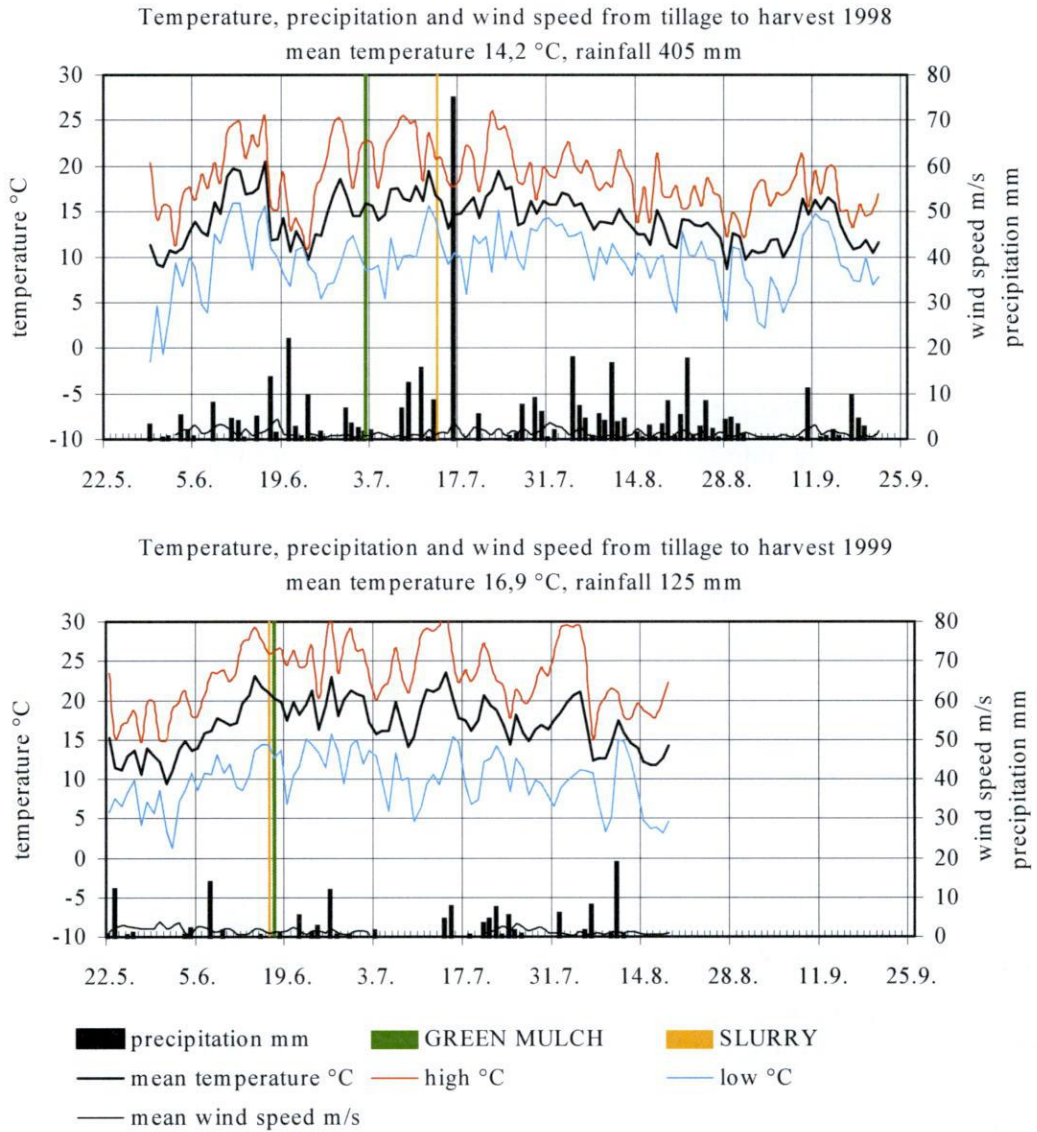 Temperature, precipitation and wind speed from tillage to harvest 1998
mean temperature 14,2 °C, rainfall 405 mm
30
25
20
15
10
5
0
-5
-10
temperature °C
80
70
60
50
40
30
20
10
0
wind speed m/s
precipitation mm
22.5. 5.6. 19.6. 3.7. 17.7. 31.7. 14.8. 28.8. 11.9. 25.9.
Temperature, precipitation and wind speed from tillage to harvest 1999
mean temperature 16,9 °C, rainfall 125 mm
30
25
20
15
10
5
0
-5
-10
temperature °C
80
70
60
50
40
30
20
10
0
wind speed m/s
precipitation mm
22.5. 5.6. 19.6. 3.7. 17.7. 31.7. 14.8. 28.8. 11.9. 25.9.
precipitation mm GREEN MULCH SLURRY
mean temperature °C high °C low °C
mean wind speed m/s